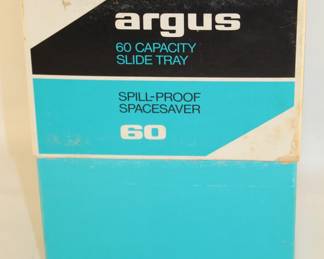 argus
60 CAPACITY
SLIDE TRAY
SPILL-PROOF
SPACESAVER
60